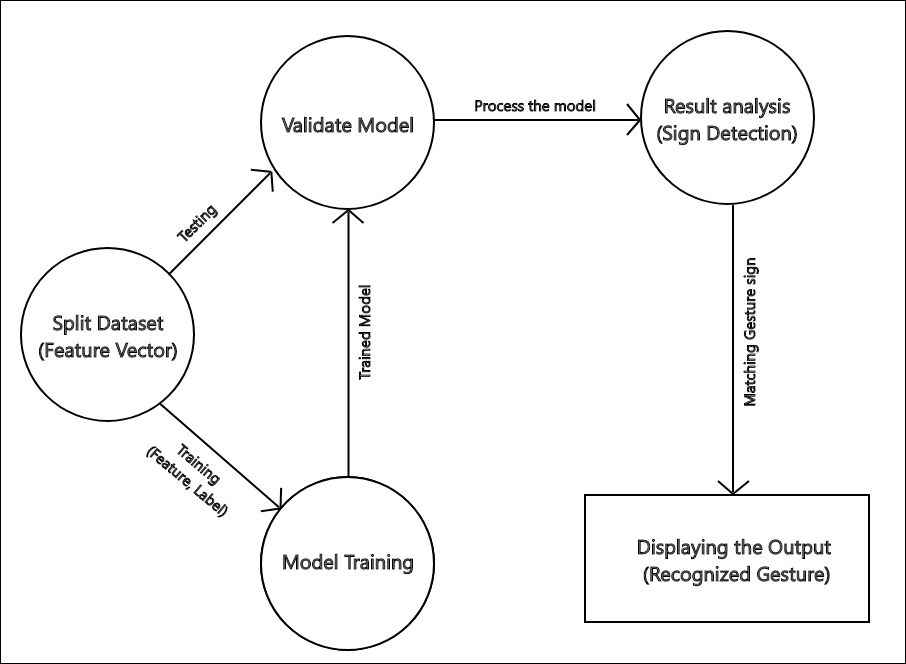 Validate Model
Process the model
Result analysis
(Sign Detection)
Testing
Split Dataset
(Feature Vector)
Trained Model
Matching Gesture sign
Training
(Feature, Label)
Model Training
Displaying the Output
(Recognized Gesture)